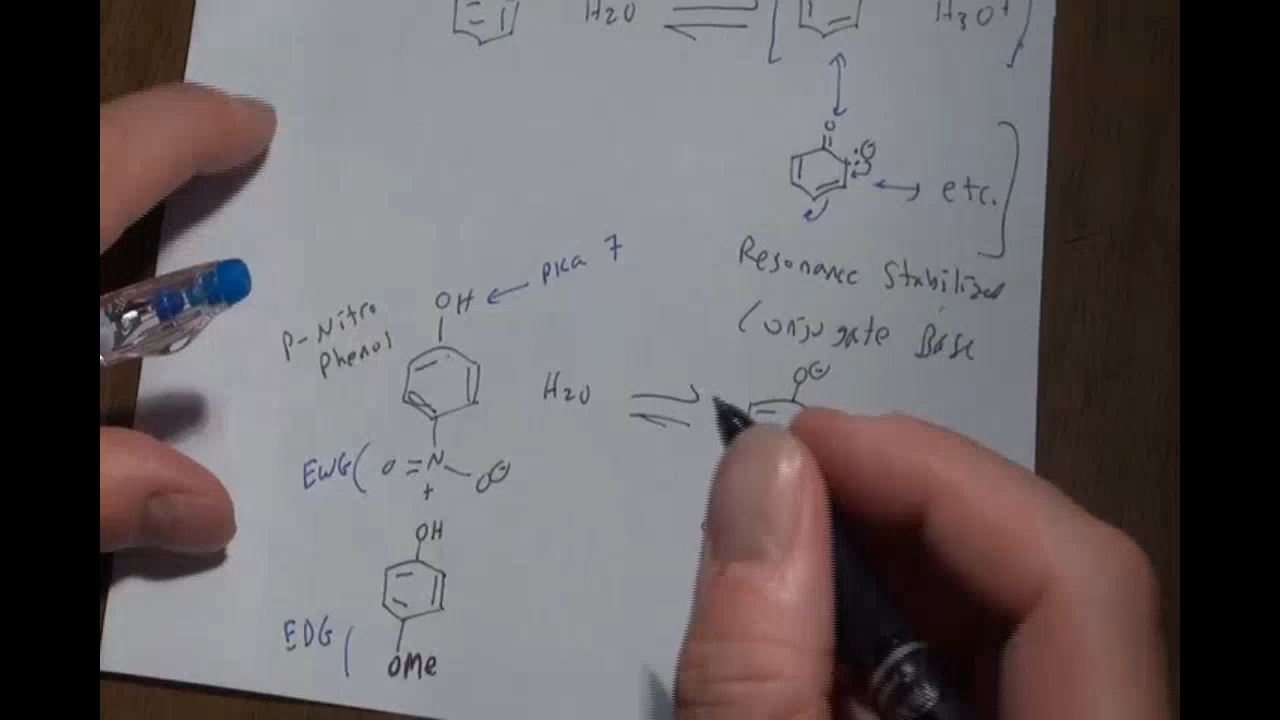 H2O
H3O+
O
⊖
etc.
Resonance Stabilized
Conjugate Base
pKa 7
OH
P-Nitro
Phenol
H2O
O⊖
EWG( O=N-O⊖
+
OH
EDG(
OMe